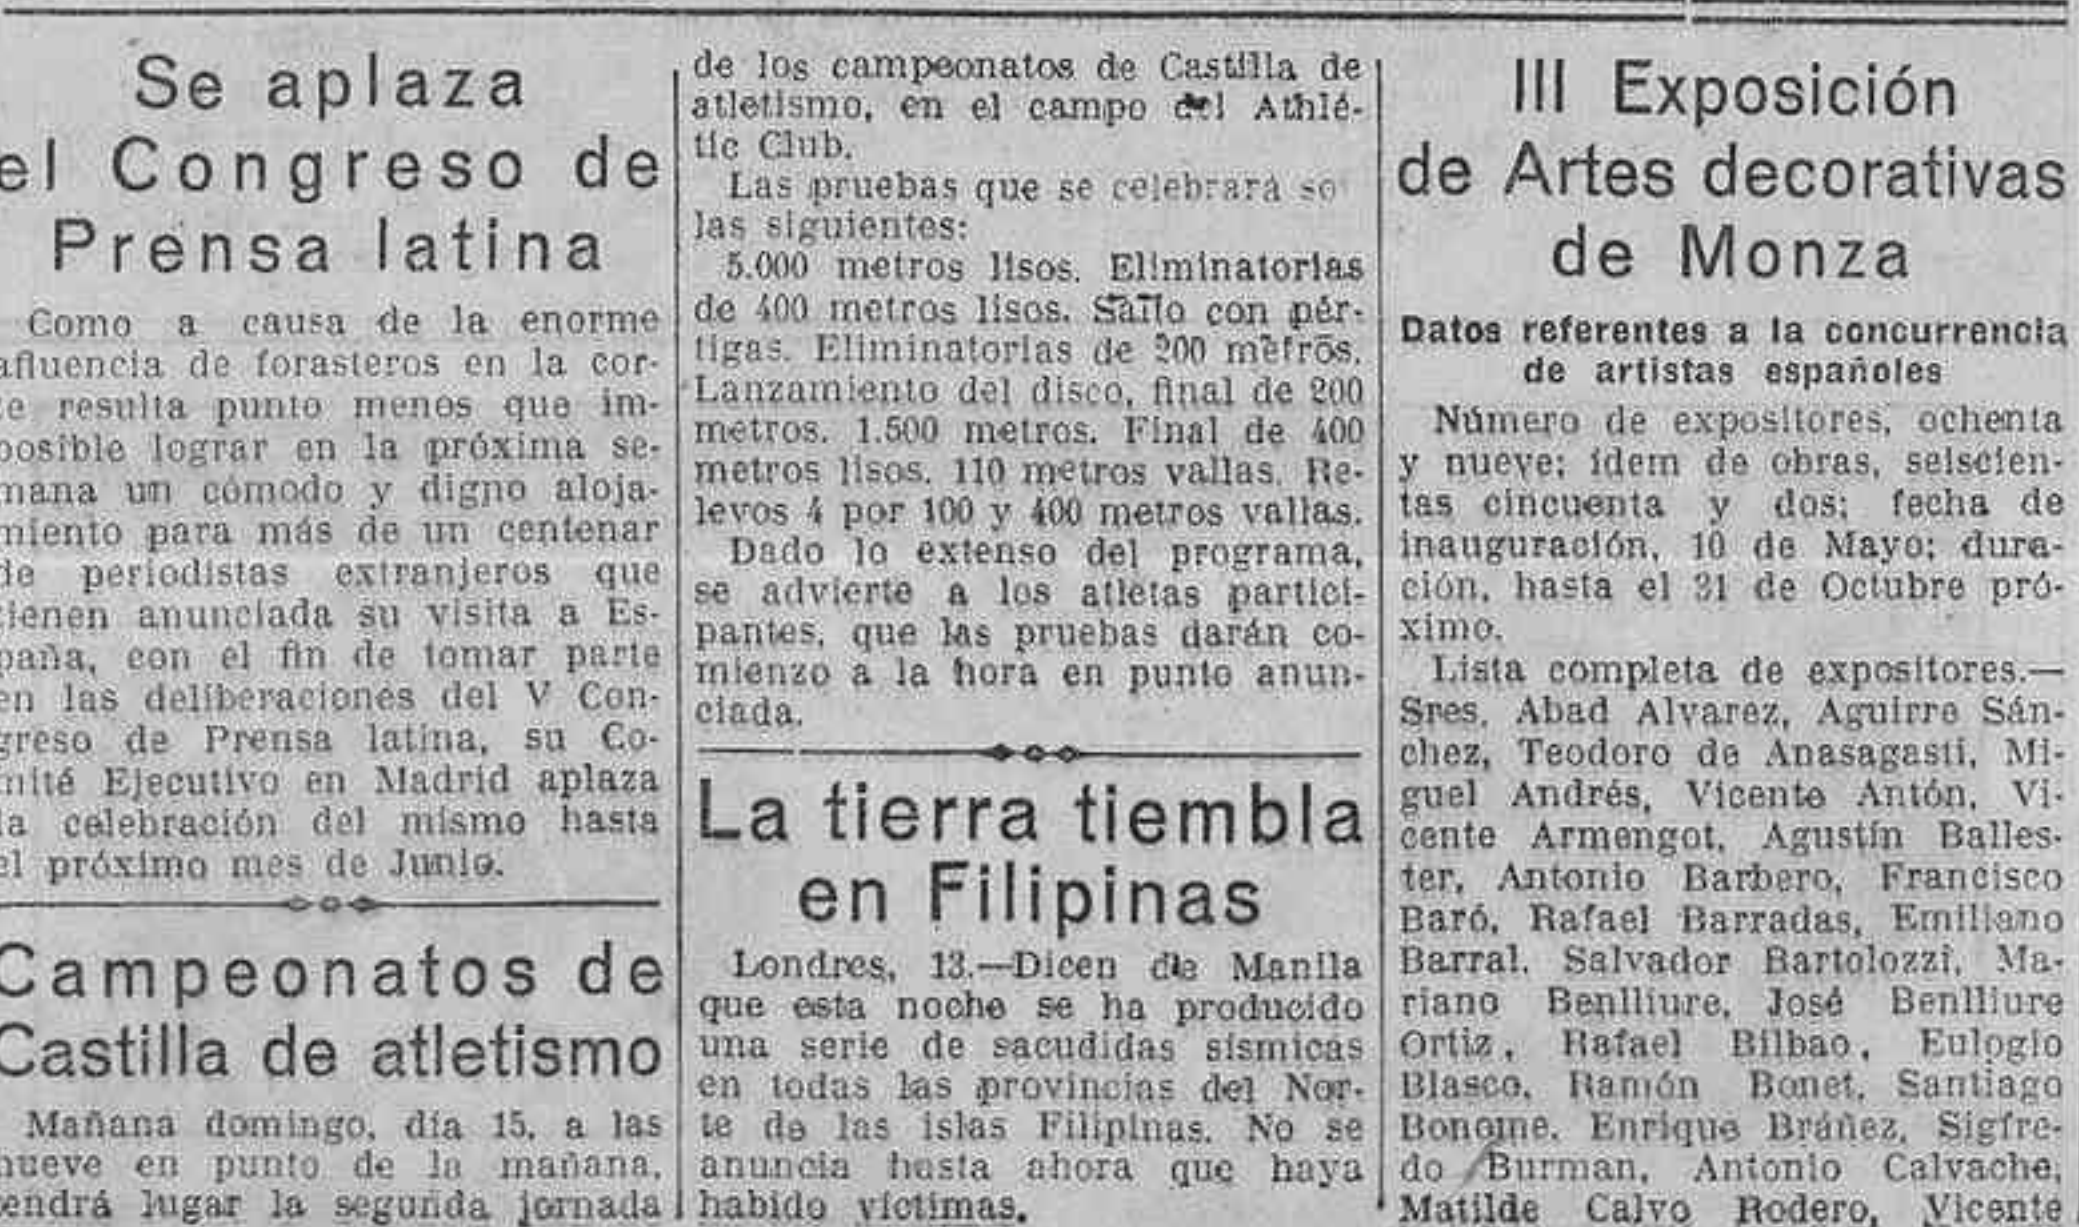 Se aplaza
el Congreso de
Prensa latina
Como a causa de la enorme
afluencia de forasteros en la cor-
te resulta punto menos que im-
posible lograr en la próxima se-
mana un cómodo y digno aloja-
miento para más de un centenar
de periodistas extranjeros que
tienen anunciada su visita a Es-
paña, con el fin de tomar parte
en las deliberaciones del V Con-
greso de Prensa latina, su Co-
mité Ejecutivo en Madrid aplaza
la celebración del mismo hasta
el próximo mes de Junio.
Campeonatos de
Castilla de atletismo
Mañana domingo, día 15, a las
nueve en punto de la mañana,
tendrá lugar la segunda jornada
de los campeonatos de Castilla de
atletismo, en el campo del Athlé-
tic Club.
Las pruebas que se celebrará so
las siguientes:
5.000 metros lisos. Eliminatorias
de 400 metros lisos. Salto con pér-
tigas. Eliminatorias de 200 metros.
Lanzamiento del disco, final de 200
metros. 1.500 metros. Final de 400
metros lisos. 110 metros vallas. Re-
levos 4 por 100 y 400 metros vallas.
Dado lo extenso del programa,
se advierte a los atletas partici-
pantes, que las pruebas darán co-
mienzo a la hora en punto anun-
ciada.
La tierra tiembla
en Filipinas
Londres, 13.—Dicen de Manila
que esta noche se ha producido
una serie de sacudidas sísmicas
en todas las provincias del Nor-
te de las islas Filipinas. No se
anuncia hasta ahora que haya
habido víctimas.
III Exposición
de Artes decorativas
de Monza
Datos referentes a la concurrencia
de artistas españoles
Número de expositores, ochenta
y nueve; ídem de obras, seiscien-
tas cincuenta y dos; fecha de
inauguración, 10 de Mayo; dura-
ción, hasta el 31 de Octubre pró-
ximo.
Lista completa de expositores.—
Sres. Abad Alvarez, Aguirre Sán-
chez, Teodoro de Anasagasti, Mi-
guel Andrés, Vicente Antón, Vi-
cente Armengot, Agustín Balles-
ter, Antonio Barbero, Francisco
Baró, Rafael Barradas, Emiliano
Barral, Salvador Bartolozzi, Ma-
riano Benlliure, José Benlliure
Ortiz, Rafael Bilbao, Eulogio
Blasco, Ramón Bonet, Santiago
Bonome, Enrique Bráñez, Sigfre-
do Burman, Antonio Calvache,
Matilde Calvo Rodero, Vicente